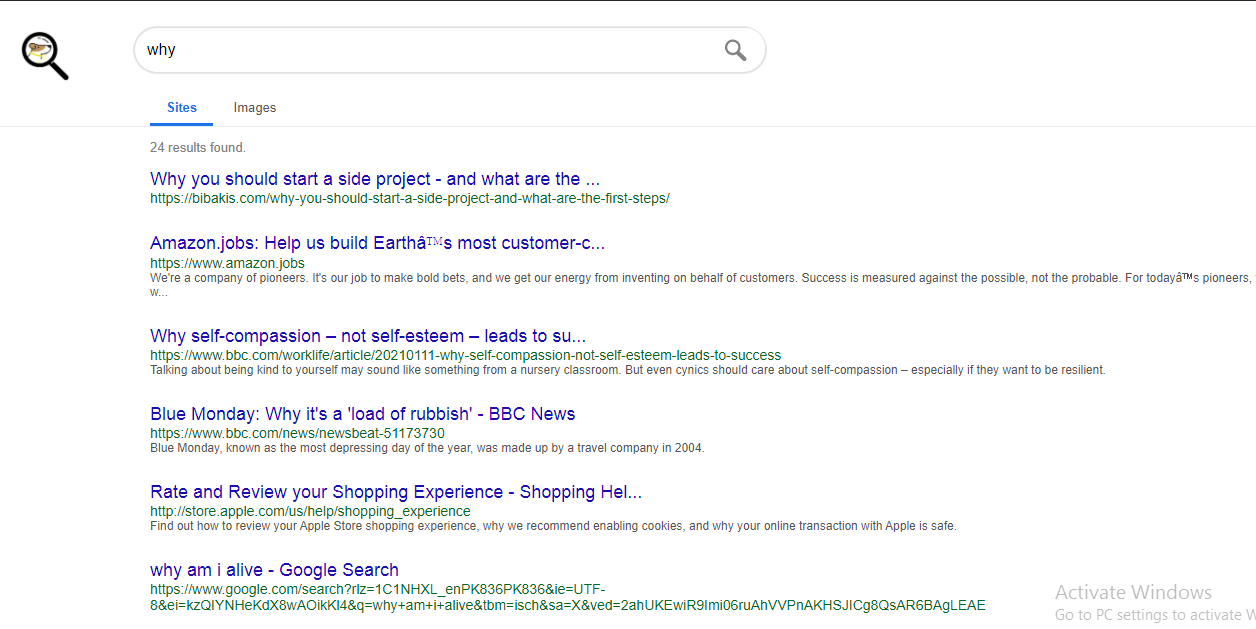 why
Sites Images
24 results found.
Why you should start a side project - and what are the ...
https://bibakis.com/why-you-should-start-a-side-project-and-what-are-the-first-steps/
Amazon.jobs: Help us build Earthâ™s most customer-c...
https://www.amazon.jobs
We're a company of pioneers. It's our job to make bold bets, and we get our energy from inventing on behalf of customers. Success is measured against the possible, not the probable. For todayâ™s pioneers,
w...
Why self-compassion – not self-esteem – leads to su...
https://www.bbc.com/worklife/article/20210111-why-self-compassion-not-self-esteem-leads-to-success
Talking about being kind to yourself may sound like something from a nursery classroom. But even cynics should care about self-compassion – especially if they want to be resilient.
Blue Monday: Why it's a 'load of rubbish' - BBC News
https://www.bbc.com/news/newsbeat-51173730
Blue Monday, known as the most depressing day of the year, was made up by a travel company in 2004.
Rate and Review your Shopping Experience - Shopping Hel...
http://store.apple.com/us/help/shopping_experience
Find out how to review your Apple Store shopping experience, why we recommend enabling cookies, and why your online transaction with Apple is safe.
why am i alive - Google Search
https://www.google.com/search?rlz=1C1NHXL_enPK836PK836&ie=UTF-
8&ei=kzQIYNHeKdX8wAOikKI4&q=why+am+i+alive&tbm=isch&sa=X&ved=2ahUKEwiR9Imi06ruAhVVPnAKHSJICg8QsAR6BAgLEAE
Activate Windows
Go to PC settings to activate W